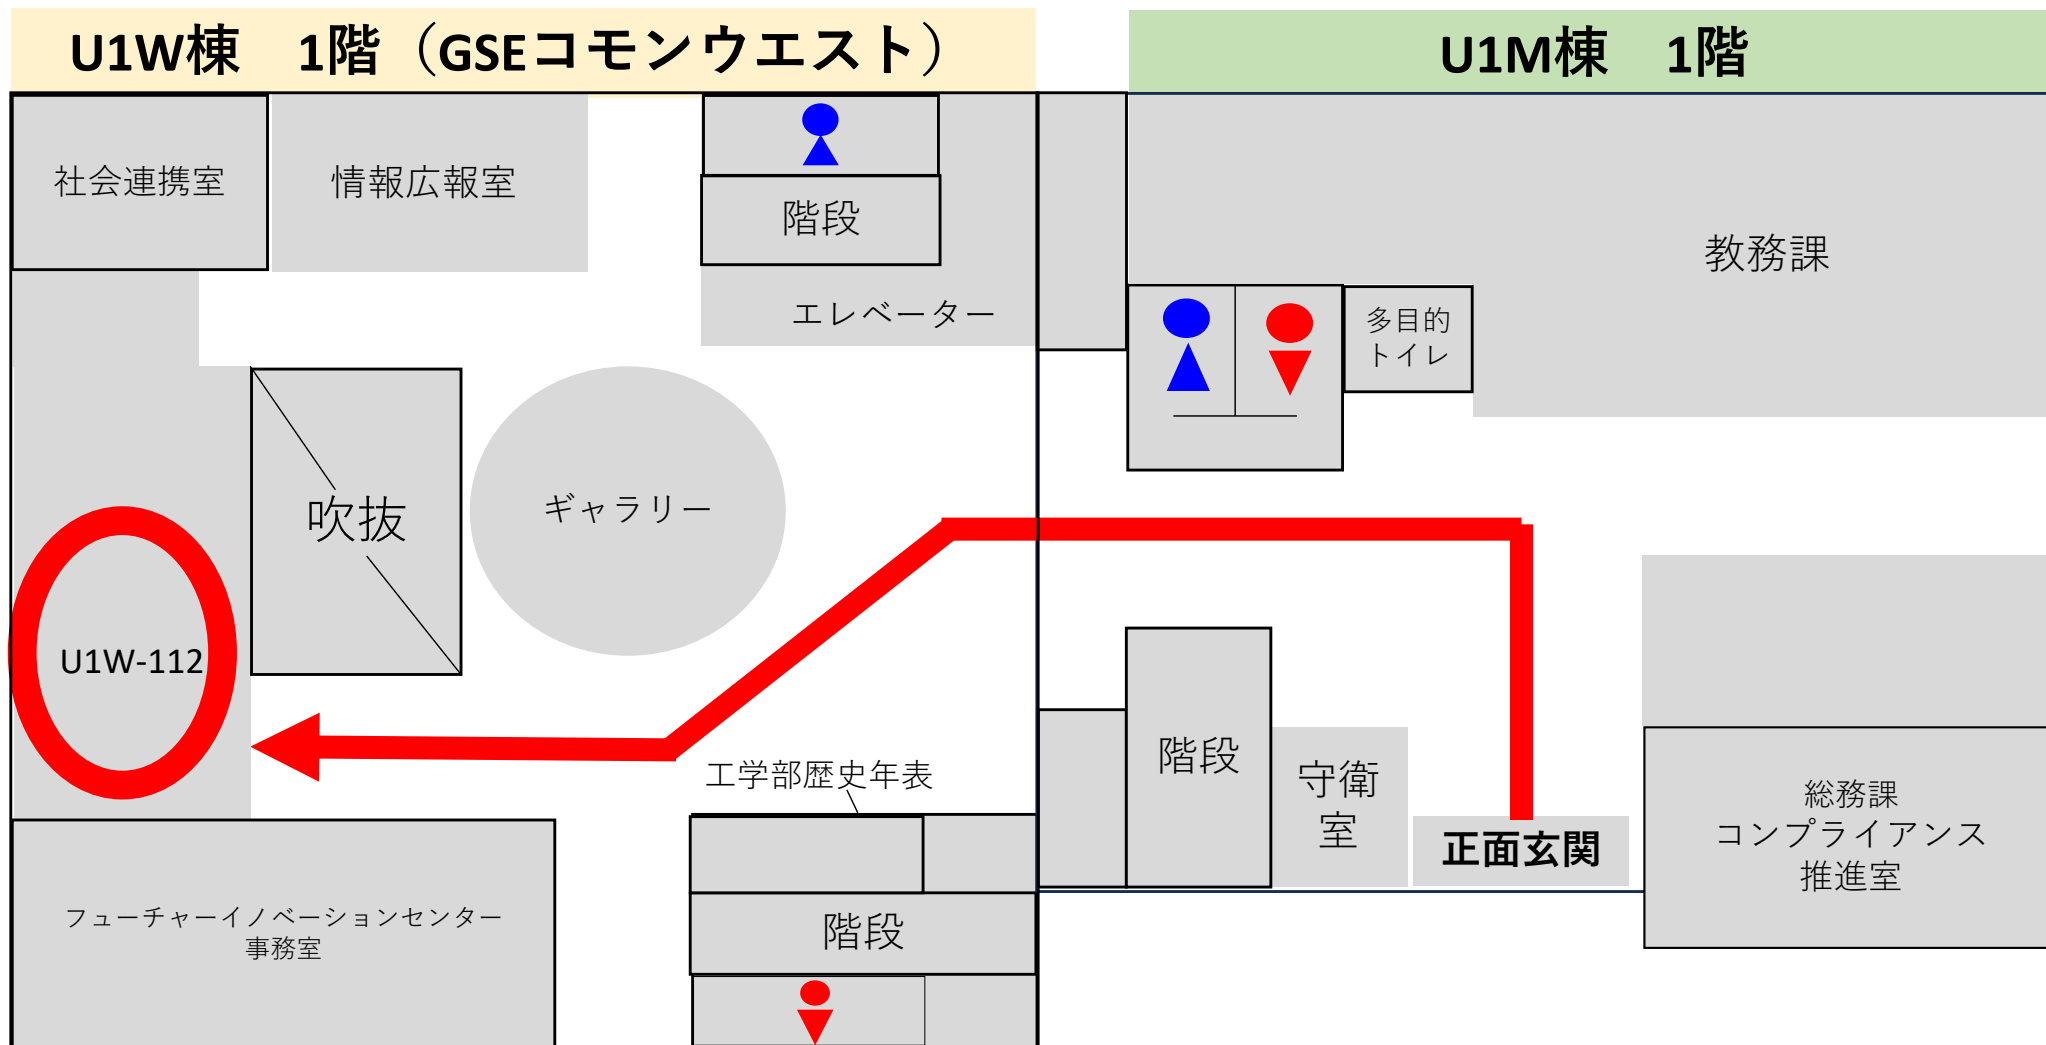 U1W棟　1階（GSEコモンウエスト）
U1M棟　1階
社会連携室
情報広報室
階段
エレベーター
教務課
多目的
トイレ
吹抜
ギャラリー
U1W-112
工学部歴史年表
階段
守衛
室
正面玄関
総務課
コンプライアンス
推進室
フューチャーイノベーションセンター
事務室
階段